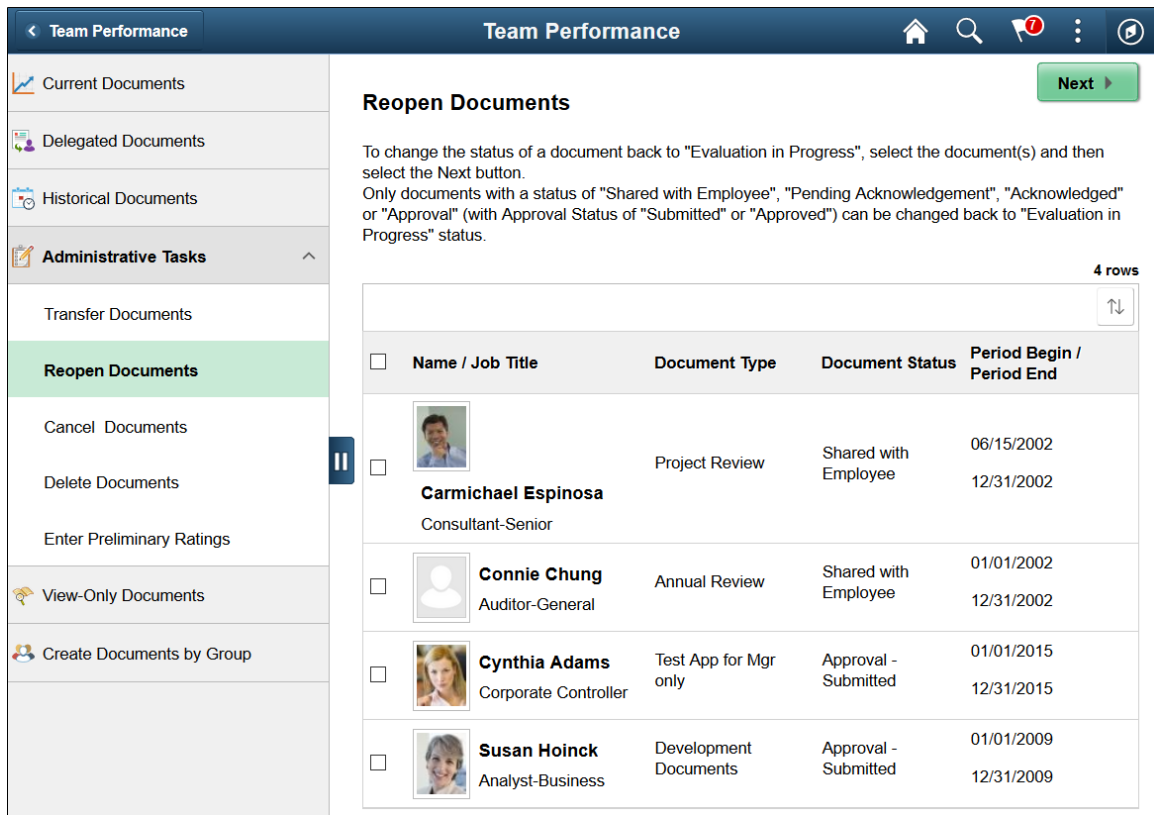 Team Performance
Team Performance
7
Current Documents
Delegated Documents
Historical Documents
Administrative Tasks
Transfer Documents
Reopen Documents
Cancel Documents
Delete Documents
Enter Preliminary Ratings
View-Only Documents
Create Documents by Group
Next
Reopen Documents
To change the status of a document back to "Evaluation in Progress", select the document(s) and then
select the Next button.
Only documents with a status of "Shared with Employee", "Pending Acknowledgement", "Acknowledged"
or "Approval" (with Approval Status of "Submitted" or "Approved") can be changed back to "Evaluation in
Progress" status.
4 rows
Name / Job Title
Document Type
Document Status
Period Begin /
Period End
Carmichael Espinosa
Consultant-Senior
Project Review
Shared with
Employee
06/15/2002
12/31/2002
Connie Chung
Auditor-General
Annual Review
Shared with
Employee
01/01/2002
12/31/2002
Cynthia Adams
Corporate Controller
Test App for Mgr
only
Approval -
Submitted
01/01/2015
12/31/2015
Susan Hoinck
Analyst-Business
Development
Documents
Approval -
Submitted
01/01/2009
12/31/2009